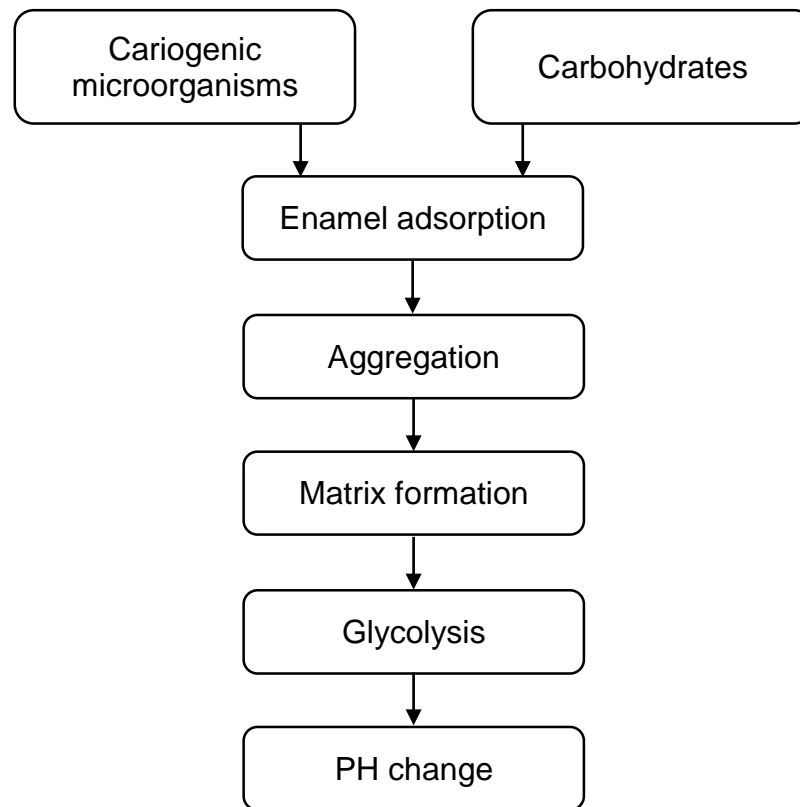 Cariogenic
microorganisms
Carbohydrates
Enamel adsorption
Aggregation
Matrix formation
Glycolysis
PH change